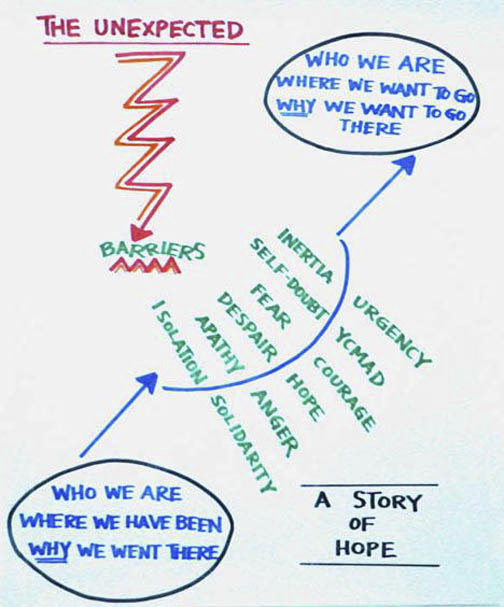 THE UNEXPECTED
WHO WE ARE
WHERE WE WANT TO GO
WHY WE WANT TO GO
THERE
BARRIERS
INERTIA
SELF-DOUBT
FEAR
DESPAIR
APATHY
ISOLATION
URGENCY
YCMAD
COURAGE
HOPE
ANGER
SOLIDARITY
WHO WE ARE
WHERE WE HAVE BEEN
WHY WE WENT THERE
A STORY
OF
HOPE